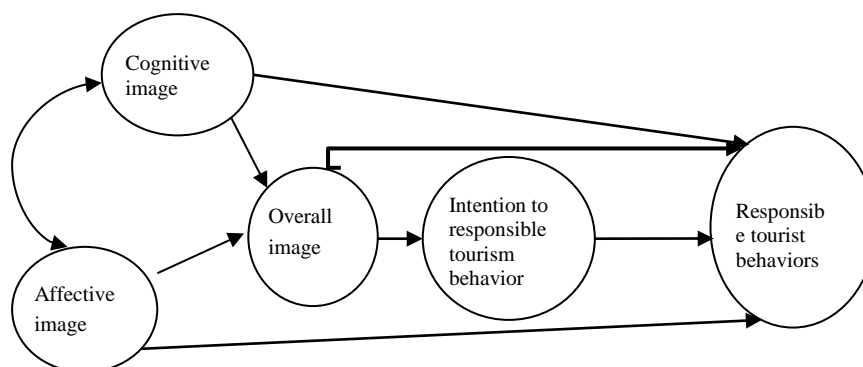 Cognitive
image
Overall
image
Intention to
responsible
tourism
behavior
Responsib
e tourist
behaviors
Affective
image